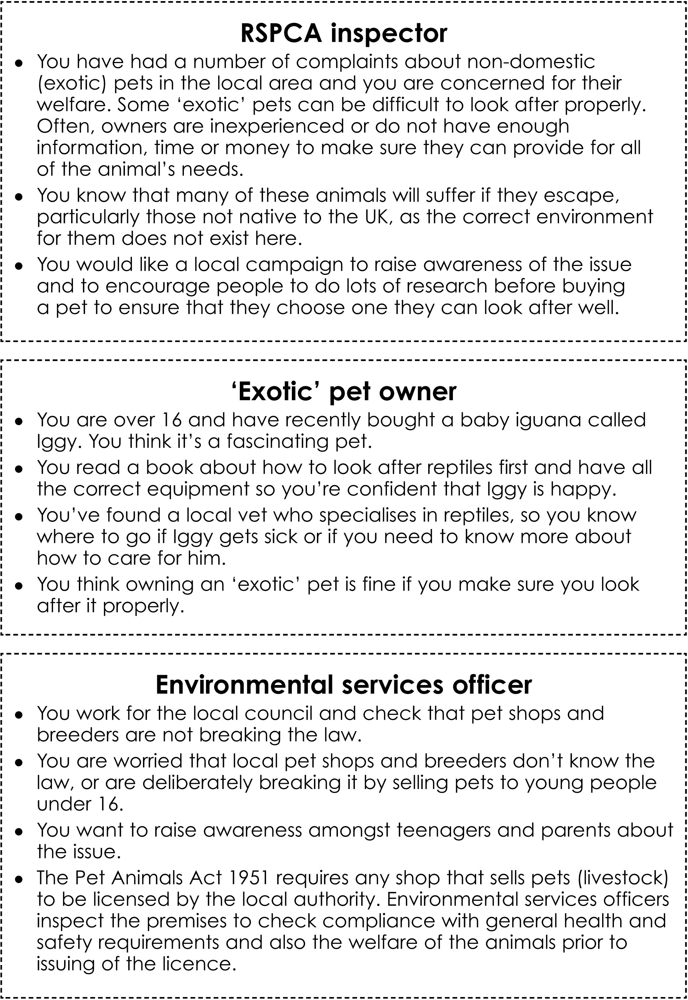 RSPCA inspector
● You have had a number of complaints about non-domestic
(exotic) pets in the local area and you are concerned for their
welfare. Some ‘exotic’ pets can be difficult to look after properly.
Often, owners are inexperienced or do not have enough
information, time or money to make sure they can provide for all
of the animal’s needs.
● You know that many of these animals will suffer if they escape,
particularly those not native to the UK, as the correct environment
for them does not exist here.
● You would like a local campaign to raise awareness of the issue
and to encourage people to do lots of research before buying
a pet to ensure that they choose one they can look after well.
‘Exotic’ pet owner
● You are over 16 and have recently bought a baby iguana called
Iggy. You think it’s a fascinating pet.
● You read a book about how to look after reptiles first and have all
the correct equipment so you’re confident that Iggy is happy.
● You’ve found a local vet who specialises in reptiles, so you know
where to go if Iggy gets sick or if you need to know more about
how to care for him.
● You think owning an ‘exotic’ pet is fine if you make sure you look
after it properly.
Environmental services officer
● You work for the local council and check that pet shops and
breeders are not breaking the law.
● You are worried that local pet shops and breeders don’t know the
law, or are deliberately breaking it by selling pets to young people
under 16.
● You want to raise awareness amongst teenagers and parents about
the issue.
● The Pet Animals Act 1951 requires any shop that sells pets (livestock)
to be licensed by the local authority. Environmental services officers
inspect the premises to check compliance with general health and
safety requirements and also the welfare of the animals prior to
issuing of the licence.